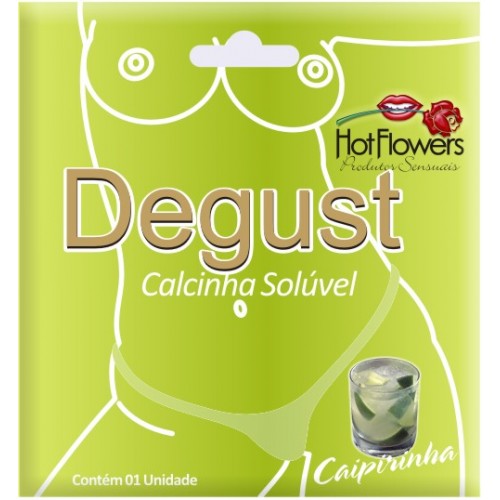 HotFlowers
Produtos Sensuais
Degust
Calcinha Solúvel
Caipirinha
Contém 01 Unidade